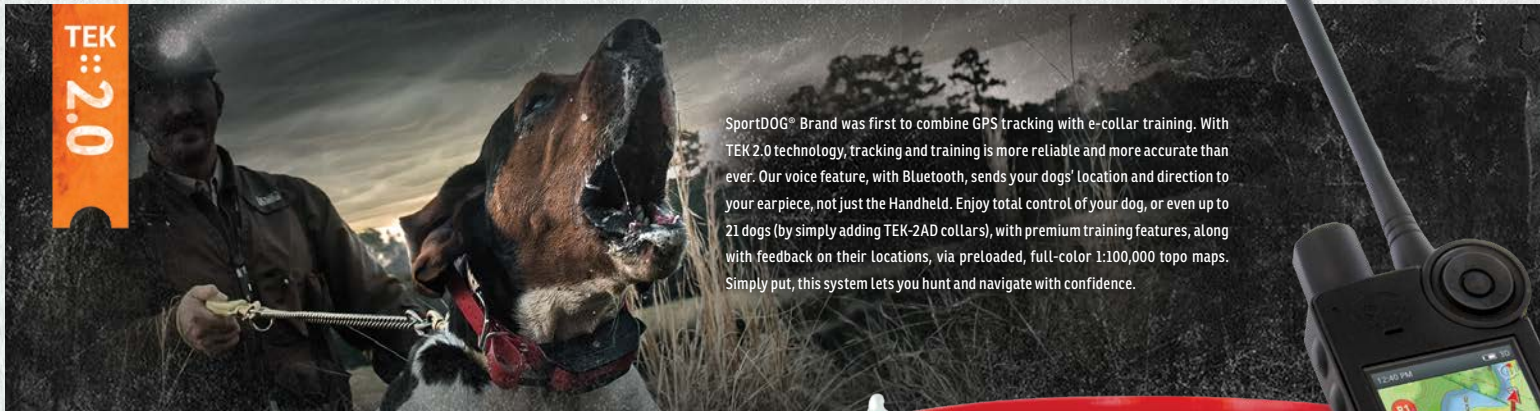 TEK
:: 2.0
SportDOG® Brand was first to combine GPS tracking with e-collar training. With
TEK 2.0 technology, tracking and training is more reliable and more accurate than
ever. Our voice feature, with Bluetooth, sends your dogs' location and direction to
your earpiece, not just the Handheld. Enjoy total control of your dog, or even up to
21 dogs (by simply adding TEK-2AD collars), with premium training features, along
with feedback on their locations, via preloaded, full-color 1:100,000 topo maps.
Simply put, this system lets you hunt and navigate with confidence.
12:40 PM
3D